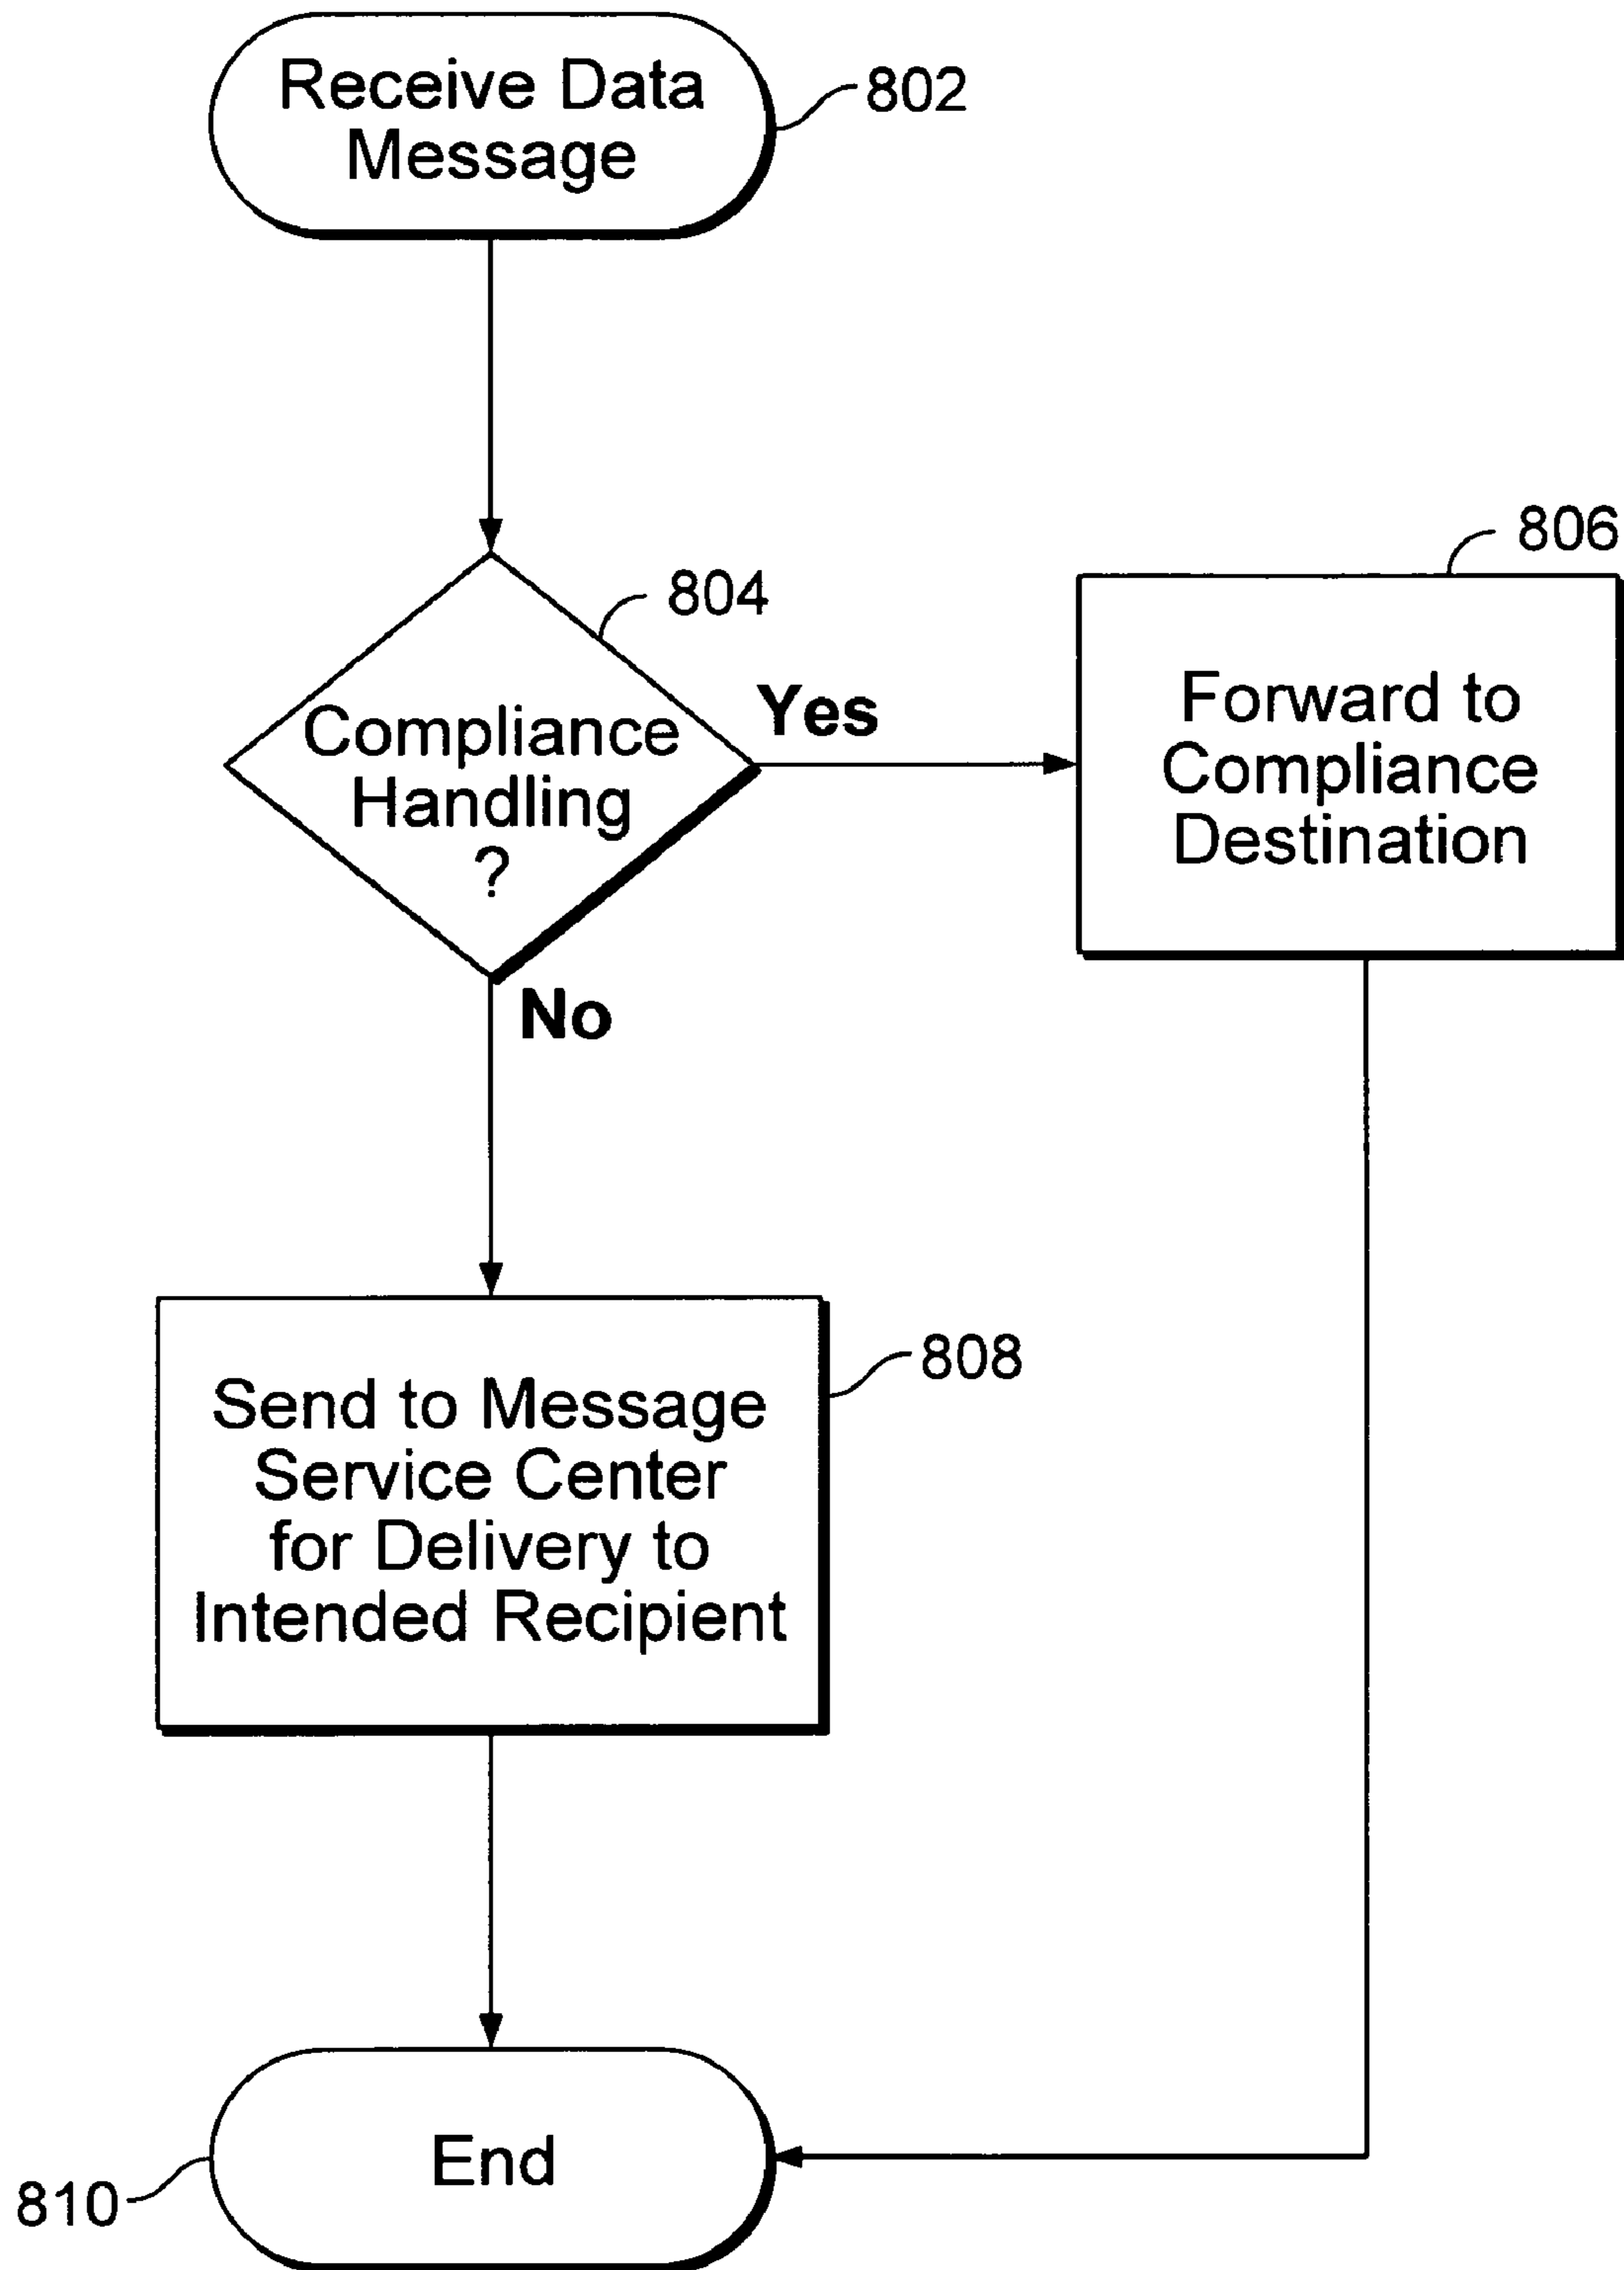 Receive Data
Message
802
804
Compliance
Handling
?
Yes
806
Forward to
Compliance
Destination
No
808
Send to Message
Service Center
for Delivery to
Intended Recipient
End
810